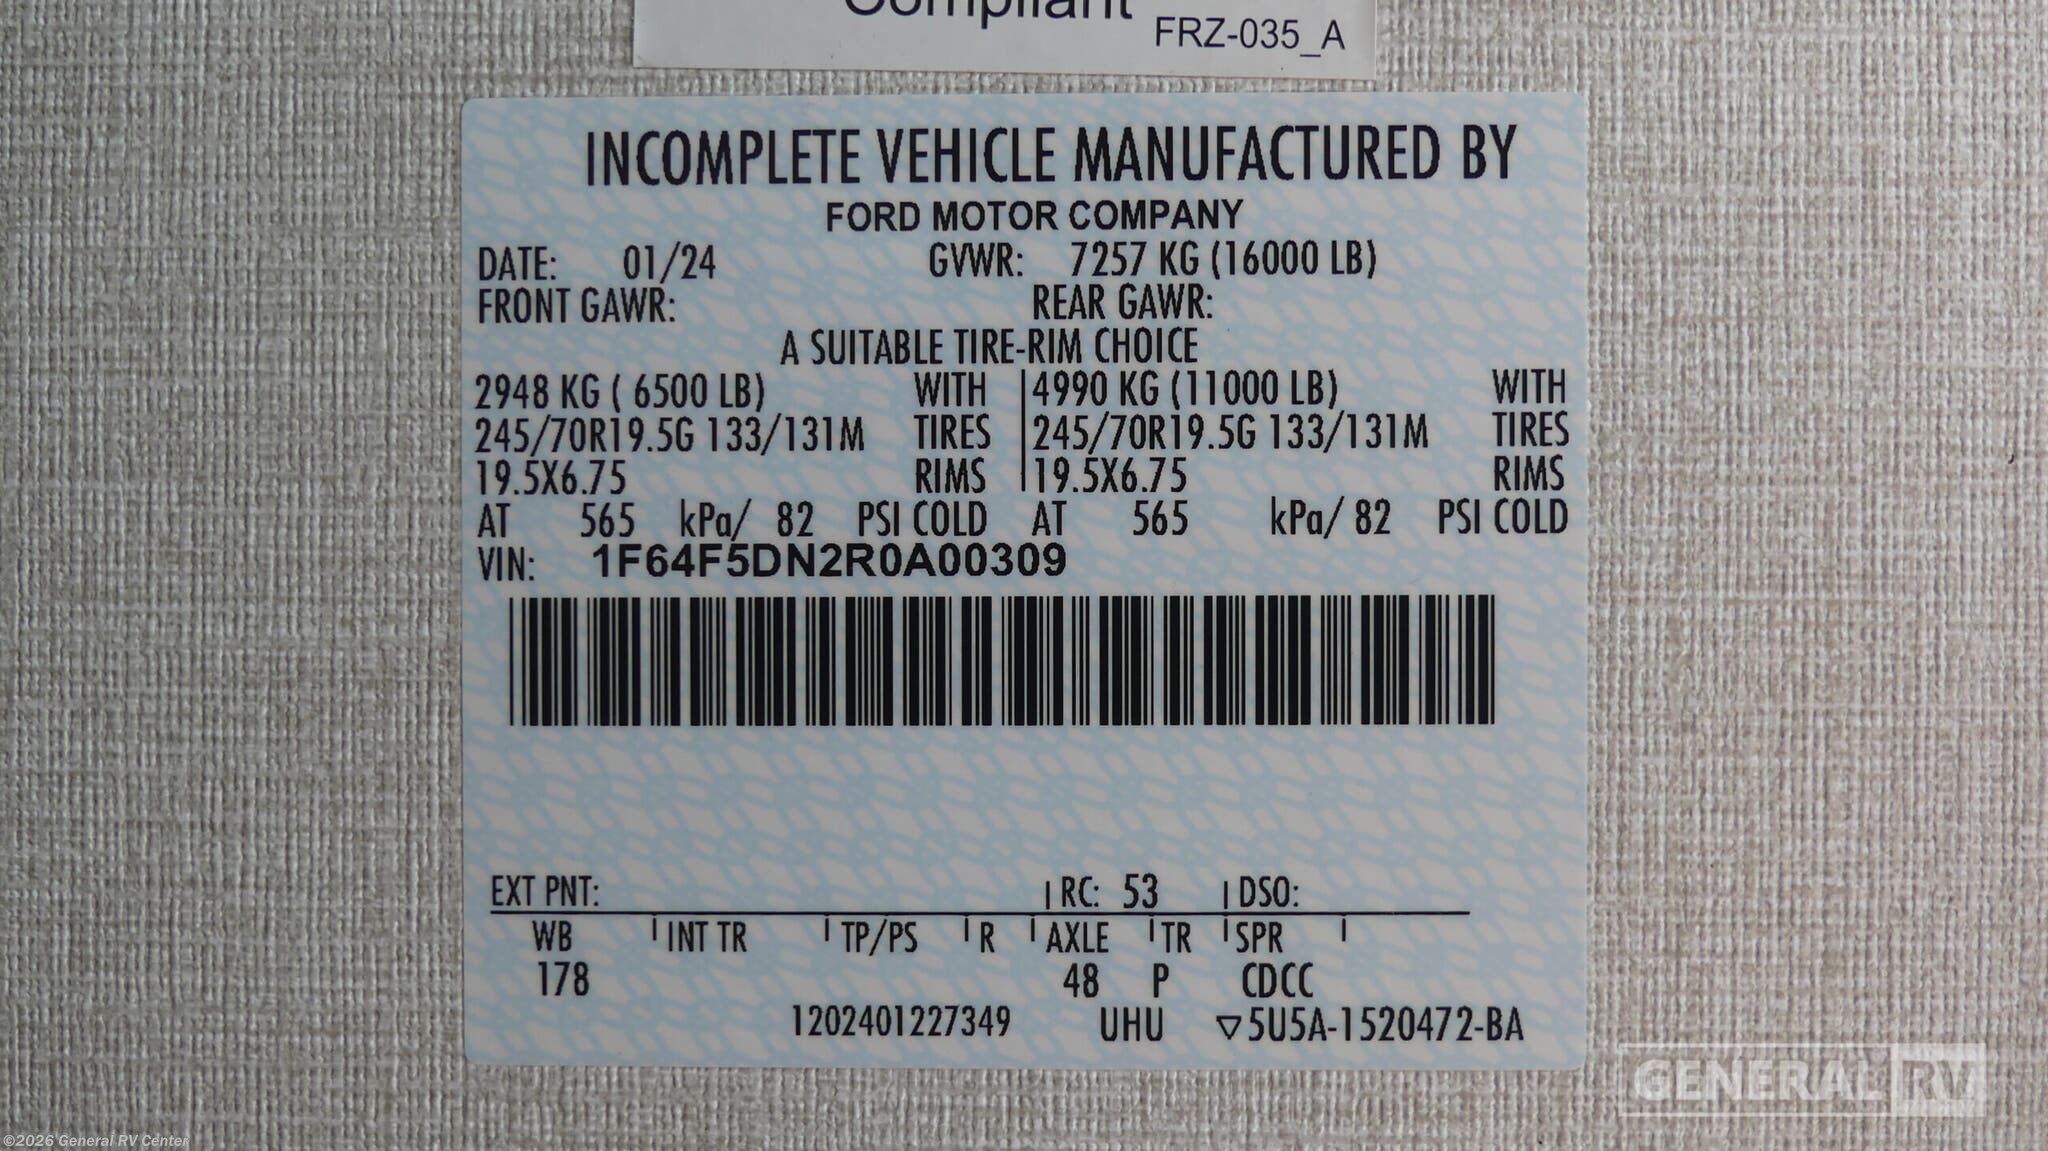 Compliant FRZ-035_A
INCOMPLETE VEHICLE MANUFACTURED BY
FORD MOTOR COMPANY
DATE: 01/24 GVWR: 7257 KG (16000 LB)
FRONT GAWR: REAR GAWR:
A SUITABLE TIRE-RIM CHOICE
2948 KG ( 6500 LB) WITH 4990 KG (11000 LB) WITH
245/70R19.5G 133/131M TIRES 245/70R19.5G 133/131M TIRES
19.5X6.75 RIMS 19.5X6.75 RIMS
AT 565 kPa/ 82 PSI COLD AT 565 kPa/ 82 PSI COLD
VIN: 1F64F5DN2R0A00309
EXT PNT: RC: 53 DSO:
WB INT TR TP/PS R AXLE TR SPR
178 48 P CDCC
1202401227349 UHU ▽5U5A-1520472-BA
GENERAL RV
©2026 General RV Center